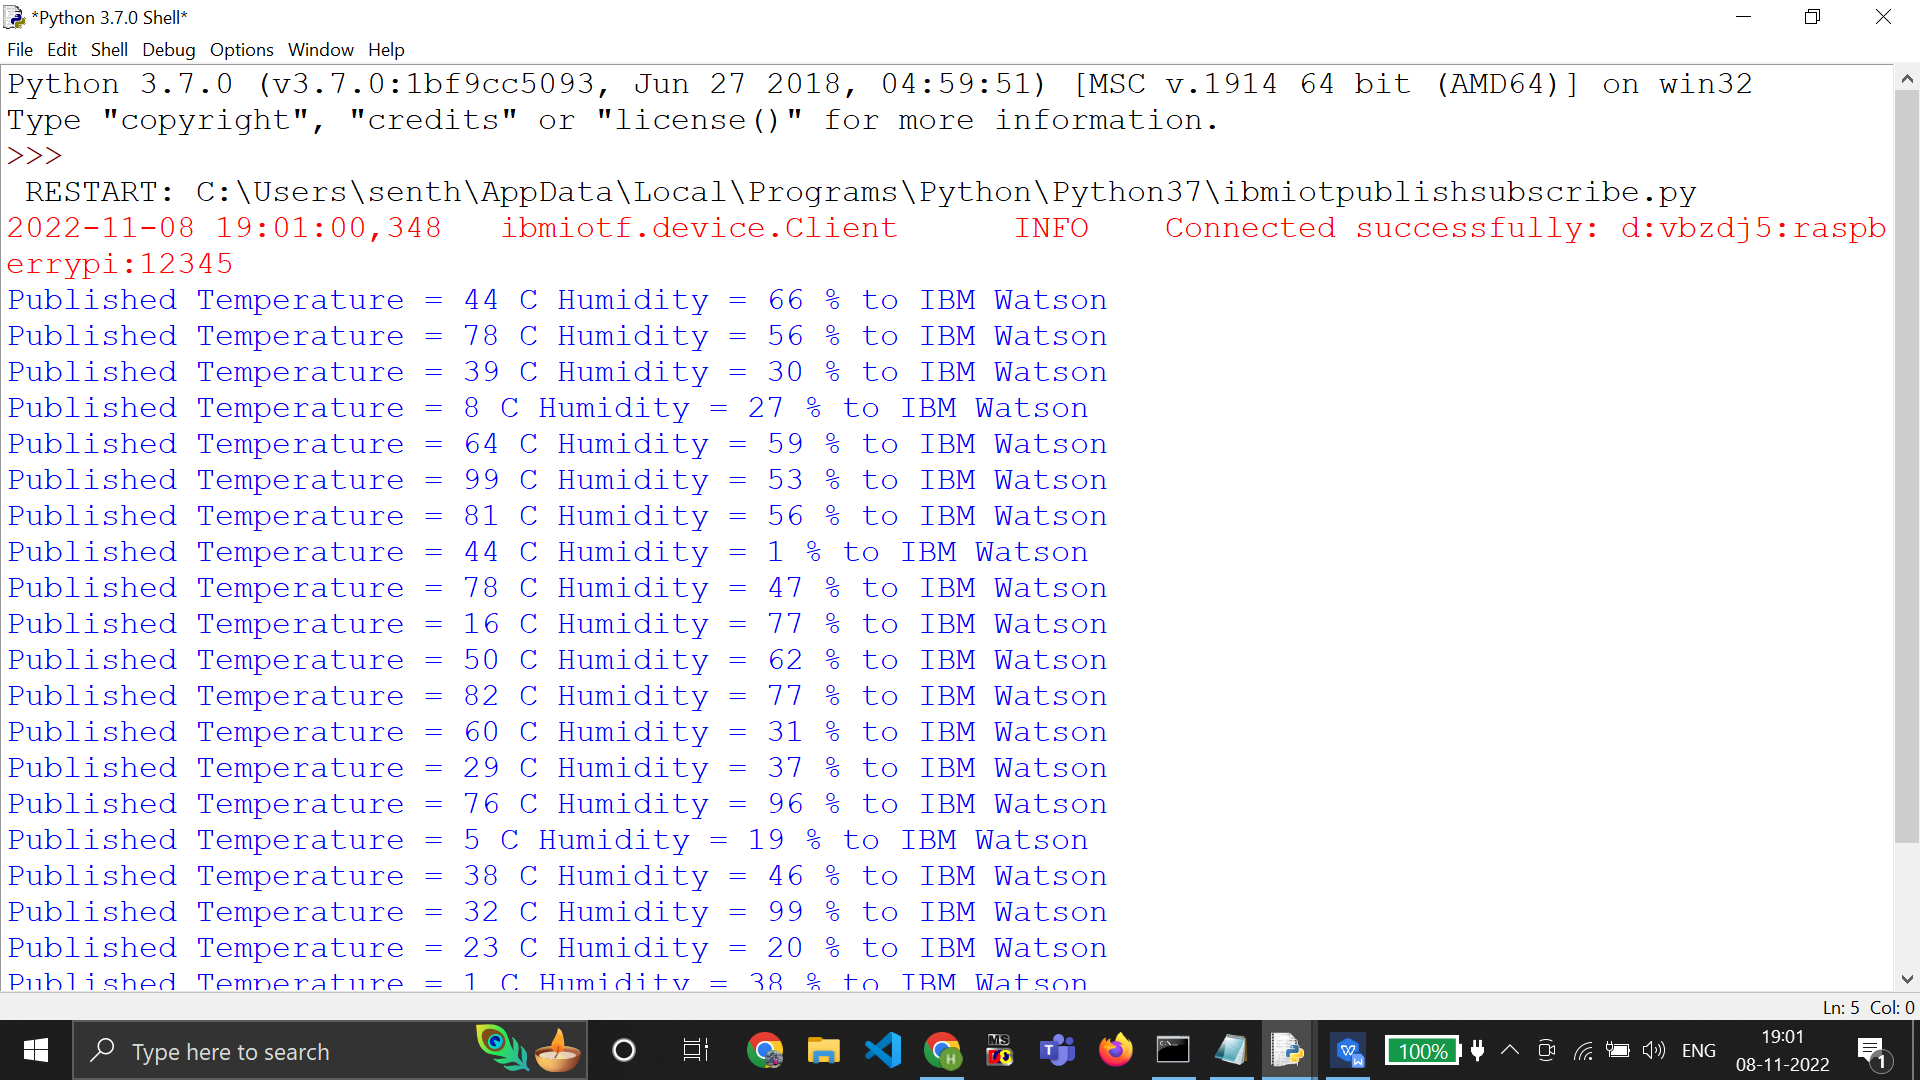 *Python 3.7.0 Shell*
File Edit Shell Debug Options Window Help
Python 3.7.0 (v3.7.0:1bf9cc5093, Jun 27 2018, 04:59:51) [MSC v.1914 64 bit (AMD64)] on win32
Type "copyright", "credits" or "license()" for more information.
>>>
RESTART: C:\Users\senth\AppData\Local\Programs\Python\Python37\ibmiotpublishsubscribe.py
2022-11-08 19:01:00,348 ibmiotf.device.Client INFO Connected successfully: d:vbzdj5:raspb
errypi:12345
Published Temperature = 44 C Humidity = 66 % to IBM Watson
Published Temperature = 78 C Humidity = 56 % to IBM Watson
Published Temperature = 39 C Humidity = 30 % to IBM Watson
Published Temperature = 8 C Humidity = 27 % to IBM Watson
Published Temperature = 64 C Humidity = 59 % to IBM Watson
Published Temperature = 99 C Humidity = 53 % to IBM Watson
Published Temperature = 81 C Humidity = 56 % to IBM Watson
Published Temperature = 44 C Humidity = 1 % to IBM Watson
Published Temperature = 78 C Humidity = 47 % to IBM Watson
Published Temperature = 16 C Humidity = 77 % to IBM Watson
Published Temperature = 50 C Humidity = 62 % to IBM Watson
Published Temperature = 82 C Humidity = 77 % to IBM Watson
Published Temperature = 60 C Humidity = 31 % to IBM Watson
Published Temperature = 29 C Humidity = 37 % to IBM Watson
Published Temperature = 76 C Humidity = 96 % to IBM Watson
Published Temperature = 5 C Humidity = 19 % to IBM Watson
Published Temperature = 38 C Humidity = 46 % to IBM Watson
Published Temperature = 32 C Humidity = 99 % to IBM Watson
Published Temperature = 23 C Humidity = 20 % to IBM Watson
Published Temperature = 1 C Humidity = 38 % to IBM Watson
Ln: 5 Col: 0
Type here to search
H
MS
W
100%
ENG
19:01
08-11-2022
1